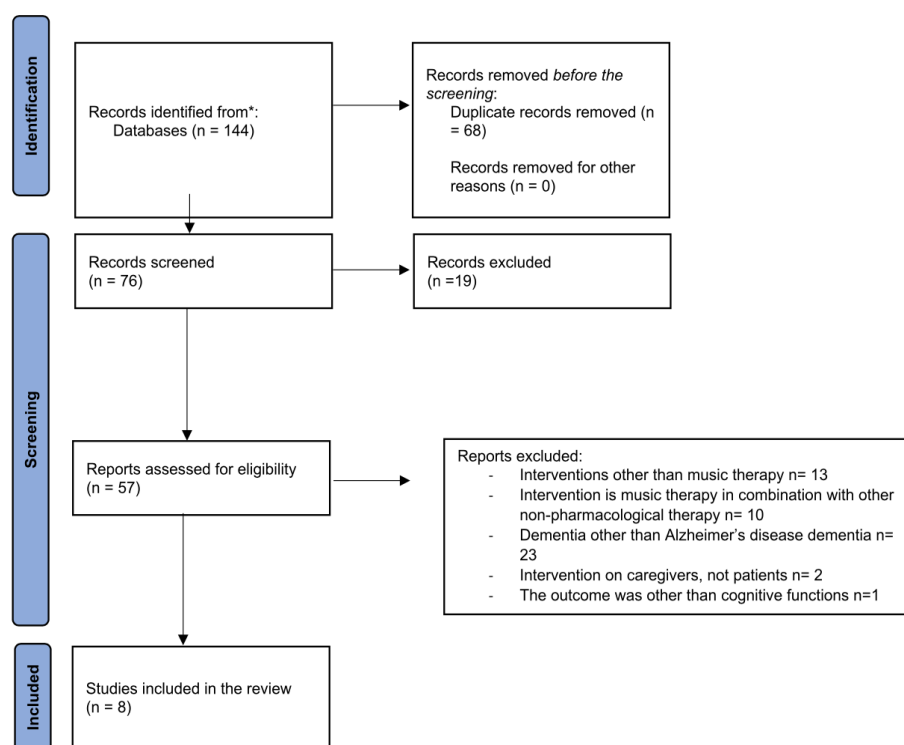 Identification
Records identified from*:
Databases (n = 144)
Records removed before the
screening:
Duplicate records removed (n
= 68)
Records removed for other
reasons (n = 0)
Screening
Records screened
(n = 76)
Records excluded
(n =19)
Reports assessed for eligibility
(n = 57)
Reports excluded:
- Interventions other than music therapy n= 13
- Intervention is music therapy in combination with other
non-pharmacological therapy n= 10
- Dementia other than Alzheimer's disease dementia n=
23
- Intervention on caregivers, not patients n= 2
- The outcome was other than cognitive functions n=1
Included
Studies included in the review
(n = 8)